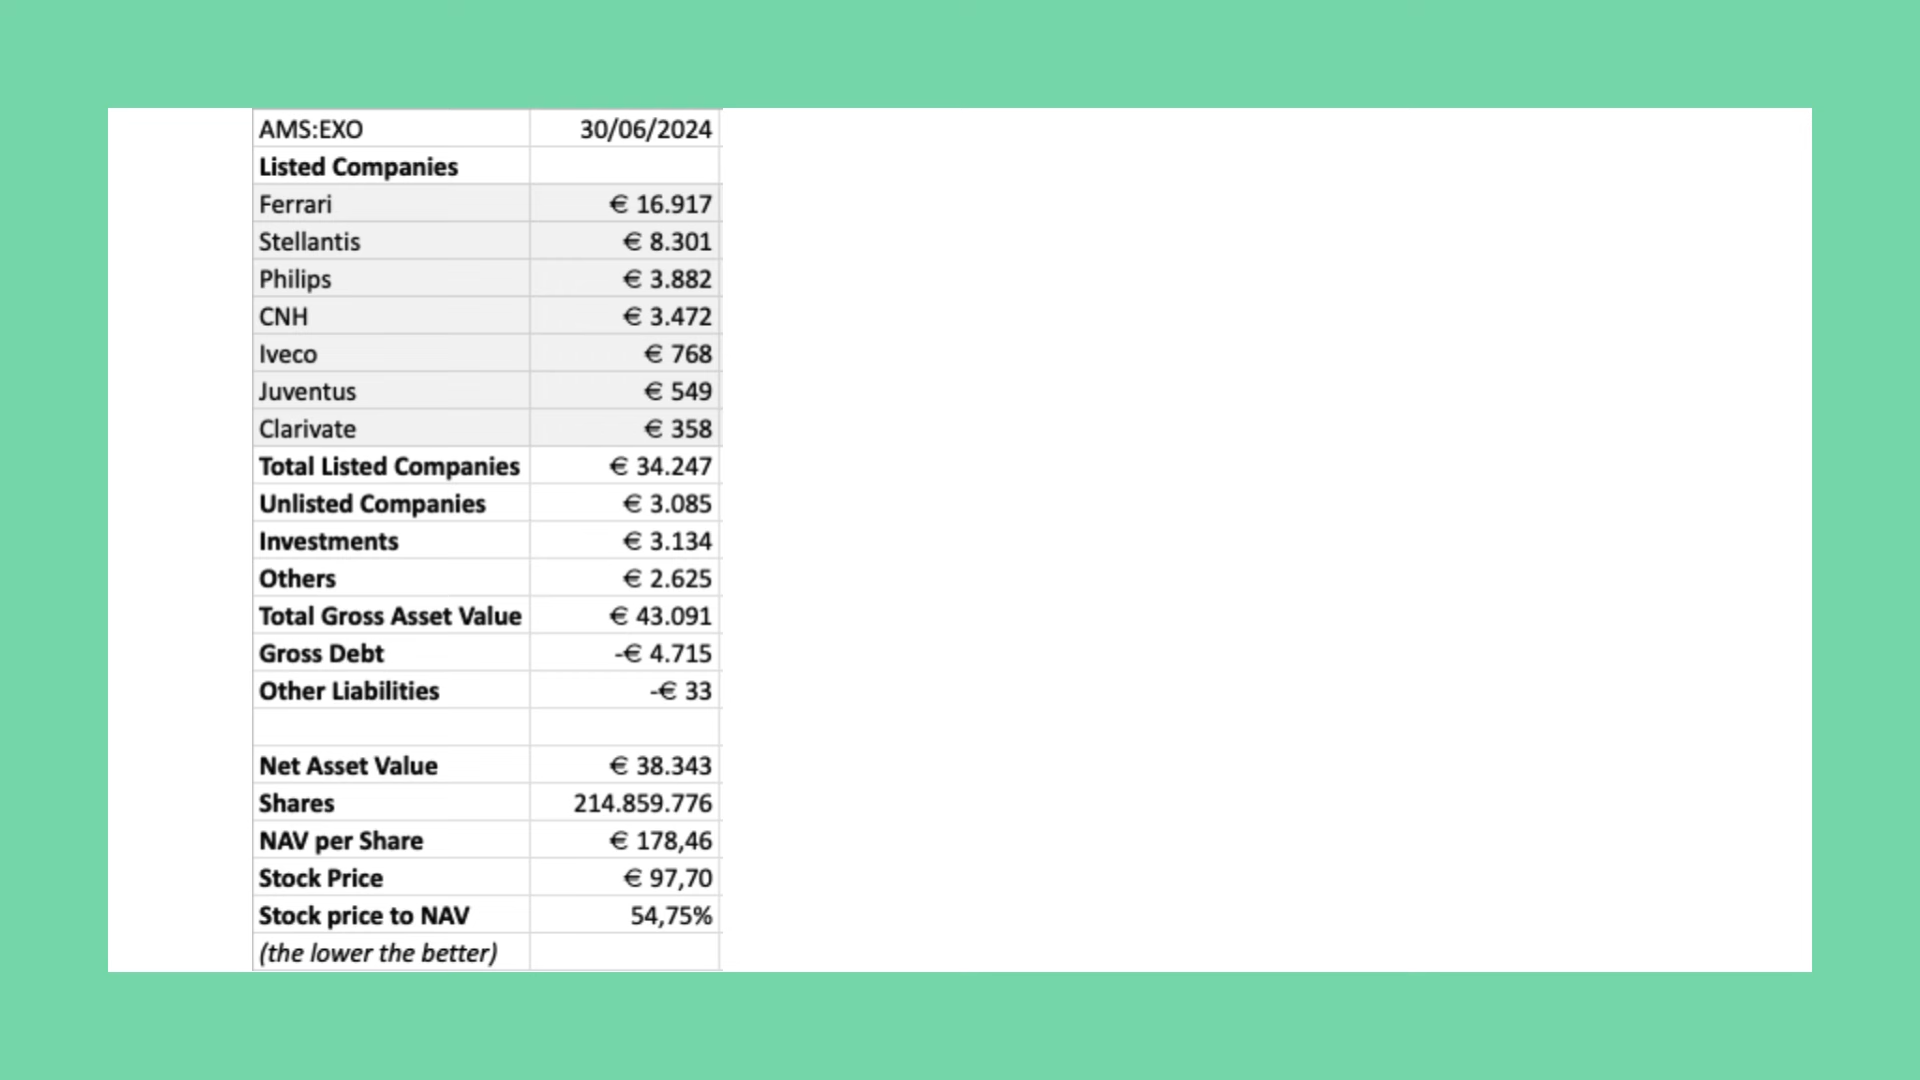 AMS:EXO 30/06/2024
Listed Companies
Ferrari € 16.917
Stellantis € 8.301
Philips € 3.882
CNH € 3.472
Iveco € 768
Juventus € 549
Clarivate € 358
Total Listed Companies € 34.247
Unlisted Companies € 3.085
Investments € 3.134
Others € 2.625
Total Gross Asset Value € 43.091
Gross Debt -€ 4.715
Other Liabilities -€ 33
Net Asset Value € 38.343
Shares 214.859.776
NAV per Share € 178,46
Stock Price € 97,70
Stock price to NAV 54,75%
(the lower the better)